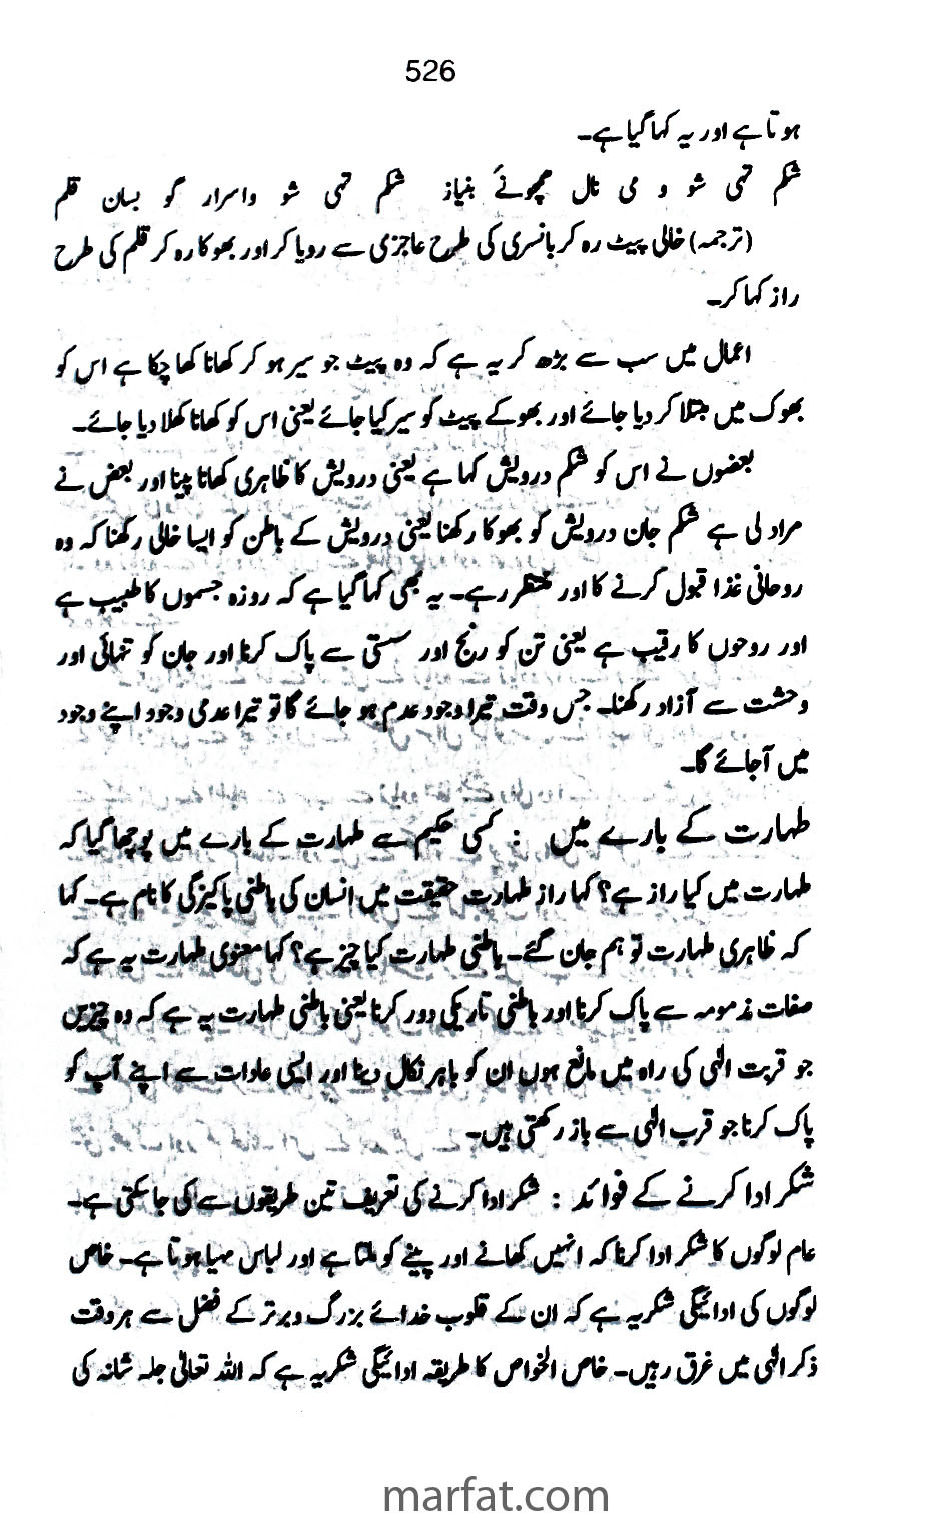 526
ہوتا ہے اور یہ کہا گیا ہے۔
شکم تہی شو و می نال ہمچونے بنیاز شکم تہی شو واسرار گو بسان قلم
(ترجمہ) خالی پیٹ رہ کر بانسری کی طرح عاجزی سے رویا کر اور بھوکا رہ کر قلم کی طرح
راز کہا کر۔
اعمال میں سب سے بڑھ کر یہ ہے کہ وہ پیٹ جو سیر ہو کر کھانا کھا چکا ہے اس کو
بھوک میں مبتلا کر دیا جائے اور بھوکے پیٹ کو سیر کیا جائے یعنی اس کو کھانا کھلا دیا جائے۔
بعضوں نے اس کو شکم درویش کہا ہے یعنی درویش کا ظاہری کھانا پینا اور بعض نے
مراد لی ہے شکم جان درویش کو بھوکا رکھنا یعنی درویش کے باطن کو ایسا خالی رکھنا کہ وہ
روحانی غذا قبول کرنے کا اور منتظر رہے۔ یہ بھی کہا گیا ہے کہ روزہ جسموں کا طبیب ہے
اور روحوں کا رقیب ہے یعنی تن کو رنج اور سستی سے پاک کرنا اور جان کو تنہائی اور
وحشت سے آزاد رکھنا۔ جس وقت تیرا وجود عدم ہو جائے گا تو تیرا عدمی وجود اپنے وجود
میں آجائے گا۔
طہارت کے بارے میں : کسی حکیم سے طہارت کے بارے میں پوچھا گیا کہ
طہارت میں کیا راز ہے؟ کہا راز طہارت حقیقت میں انسان کی باطنی پاکیزگی کا نام ہے۔ کہا
کہ ظاہری طہارت تو ہم جان گئے۔ باطنی طہارت کیا چیز ہے؟ کہا معنوی طہارت یہ ہے کہ
صفات مذمومہ سے پاک کرنا اور باطنی تاریکی دور کرنا یعنی باطنی طہارت یہ ہے کہ وہ چیزیں
جو قربت الٰہی کی راہ میں مانع ہوں ان کو باہر نکال دینا اور ایسی عادات سے اپنے آپ کو
پاک کرنا جو قرب الٰہی سے باز رکھتی ہیں۔
شکر ادا کرنے کے فوائد : شکر ادا کرنے کی تعریف تین طریقوں سے کی جا سکتی ہے۔
عام لوگوں کا شکر ادا کرنا کہ انہیں کھانے اور پینے کو ملتا ہے اور لباس مہیا ہوتا ہے۔ خاص
لوگوں کی ادائیگی شکریہ ہے کہ ان کے قلوب خدائے بزرگ و برتر کے فضل سے ہر وقت
ذکر الٰہی میں غرق رہیں۔ خاص الخواص کا طریقہ ادائیگی شکریہ ہے کہ اللہ تعالیٰ جلہ شانہ کی
marfat.com